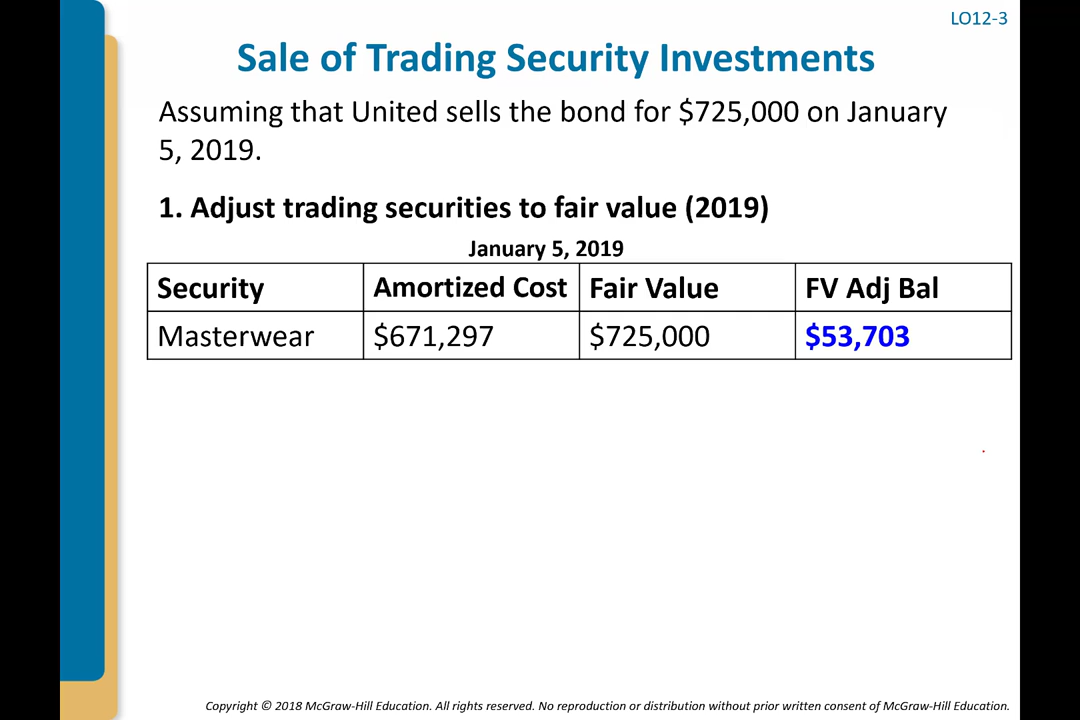 LO12-3
Sale of Trading Security Investments
Assuming that United sells the bond for $725,000 on January
5, 2019.
1. Adjust trading securities to fair value (2019)
January 5, 2019
Security Amortized Cost Fair Value FV Adj Bal
Masterwear $671,297 $725,000 $53,703
Copyright © 2018 McGraw-Hill Education. All rights reserved. No reproduction or distribution without prior written consent of McGraw-Hill Education.